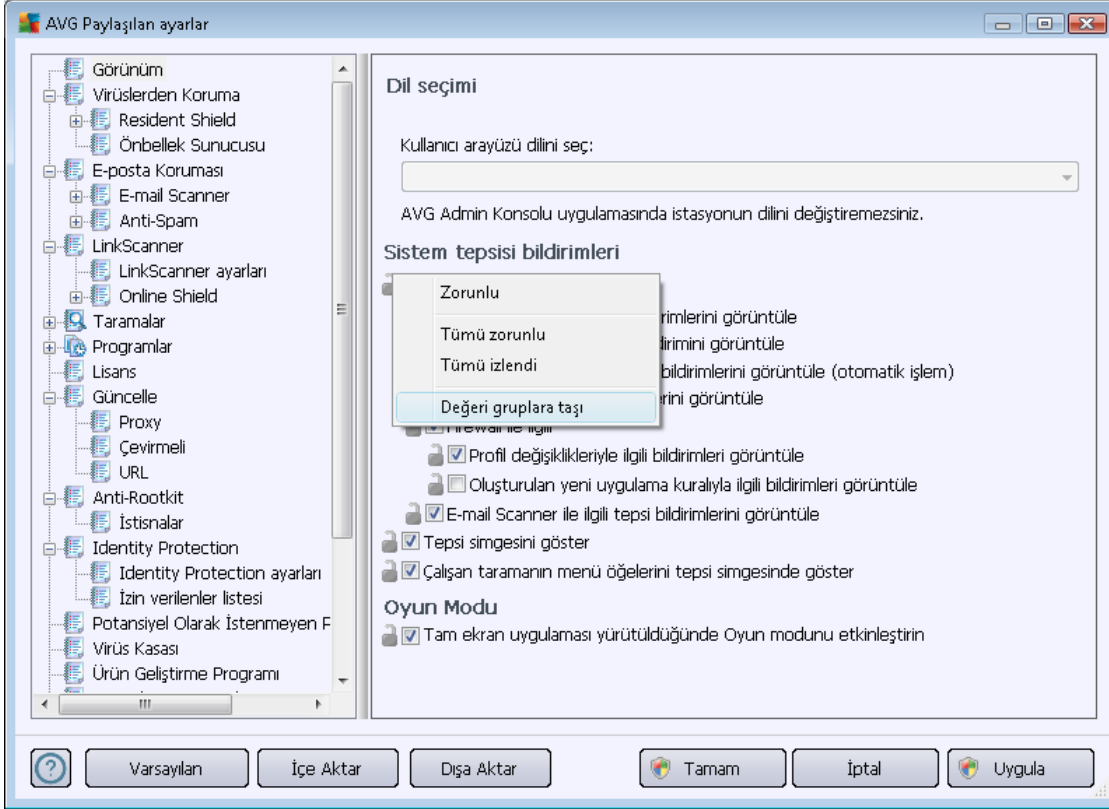 AVG Paylaşılan ayarlar
Görünüm
Virüslerden Koruma
Resident Shield
Önbellek Sunucusu
E-posta Koruması
E-mail Scanner
Anti-Spam
LinkScanner
LinkScanner ayarları
Online Shield
Taramalar
Programlar
Lisans
Güncelle
Proxy
Çevirmeli
URL
Anti-Rootkit
İstisnalar
Identity Protection
Identity Protection ayarları
İzin verilenler listesi
Potansiyel Olarak İstenmeyen
Virüs Kasası
Ürün Geliştirme Programı
Dil seçimi
Kullanıcı arayüzü dilini seç:
AVG Admin Konsolu uygulamasında istasyonun dilini değiştiremezsiniz.
Sistem tepsisi bildirimleri
Zorunlu
Tümü zorunlu
Tümü izlendi
Değeri gruplara taşı
rimlerini görüntüle
irimini görüntüle
bildirimlerini görüntüle (otomatik işlem)
erini görüntüle
Firewall ile ilgili
Profil değişiklikleriyle ilgili bildirimleri görüntüle
Oluşturulan yeni uygulama kuralıyla ilgili bildirimleri görüntüle
E-mail Scanner ile ilgili tepsi bildirimlerini görüntüle
Tepsi simgesini göster
Çalışan taramanın menü öğelerini tepsi simgesinde göster
Oyun Modu
Tam ekran uygulaması yürütüldüğünde Oyun modunu etkinleştirin
Varsayılan
İçe Aktar
Dışa Aktar
Tamam
İptal
Uygula